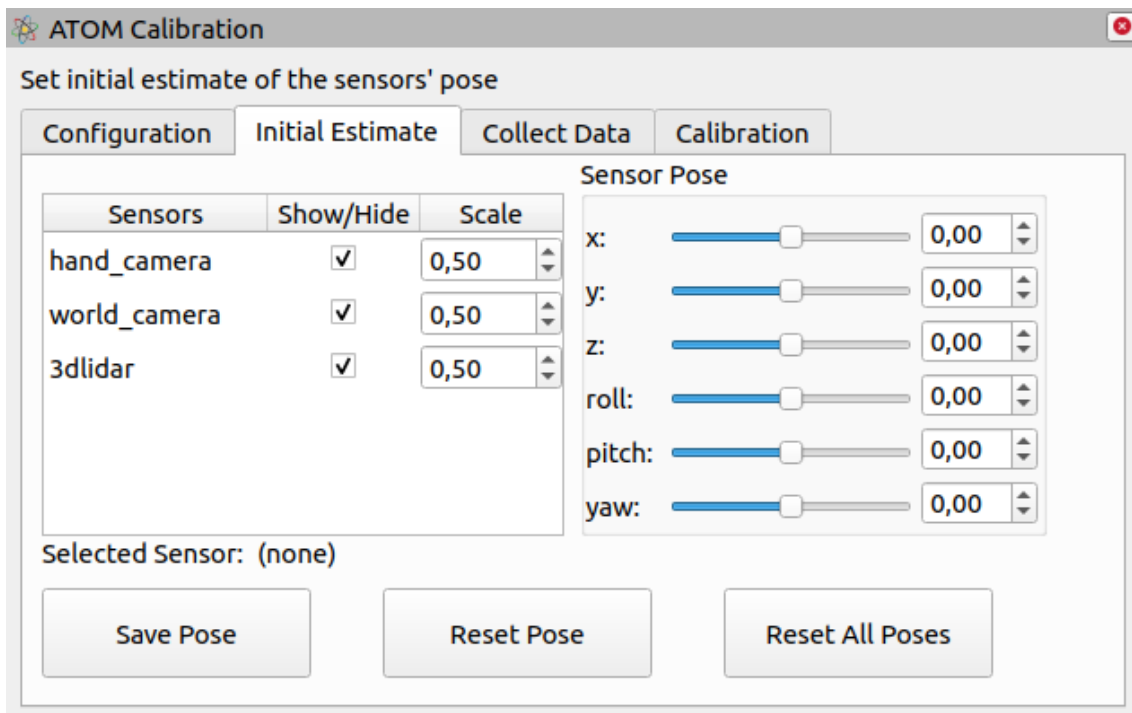 ATOM Calibration
Set initial estimate of the sensors' pose
Configuration Initial Estimate Collect Data Calibration
Sensors Show/Hide Scale
hand_camera 0,50
world_camera 0,50
3dlidar 0,50
Sensor Pose
x: 0,00
y: 0,00
z: 0,00
roll: 0,00
pitch: 0,00
yaw: 0,00
Selected Sensor: (none)
Save Pose Reset Pose Reset All Poses